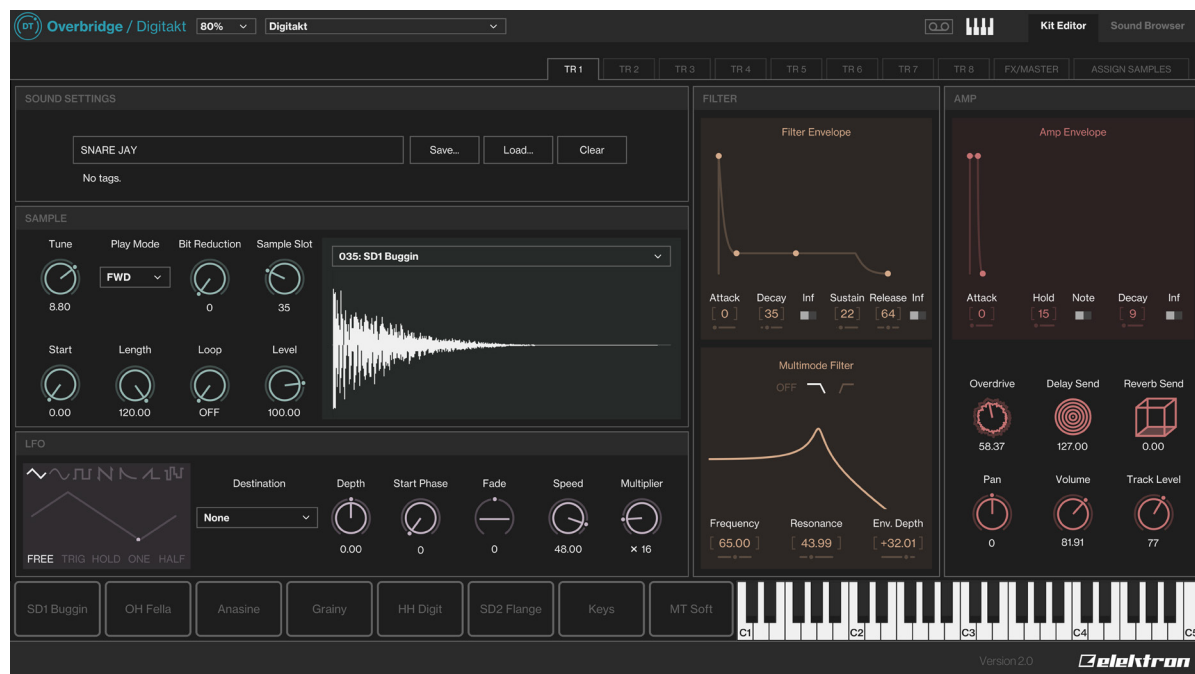 DT Overbridge / Digitakt 80% Digitakt Kit Editor Sound Browser
TR 1 TR 2 TR 3 TR 4 TR 5 TR 6 TR 7 TR 8 FX/MASTER ASSIGN SAMPLES
SOUND SETTINGS
SNARE JAY Save... Load... Clear
No tags.
SAMPLE
Tune Play Mode Bit Reduction Sample Slot
FWD
8.80 0 35
035: SD1 Buggin
Start Length Loop Level
0.00 120.00 OFF 100.00
LFO
FREE TRIG HOLD ONE HALF
Destination Depth Start Phase Fade Speed Multiplier
None
0.00 0 0 48.00 × 16
FILTER
Filter Envelope
Attack Decay Inf Sustain Release Inf
[ 0 ] [ 35 ] [ 22 ] [ 64 ]
Multimode Filter
OFF
Frequency Resonance Env. Depth
[ 65.00 ] [ 43.99 ] [ +32.01 ]
AMP
Amp Envelope
Attack Hold Note Decay Inf
[ 0 ] [ 15 ] [ 9 ]
Overdrive Delay Send Reverb Send
58.37 127.00 0.00
Pan Volume Track Level
0 81.91 77
SD1 Buggin OH Fella Anasine Grainy HH Digit SD2 Flange Keys MT Soft
C1 C2 C3 C4 C5
Version 2.0 elektron